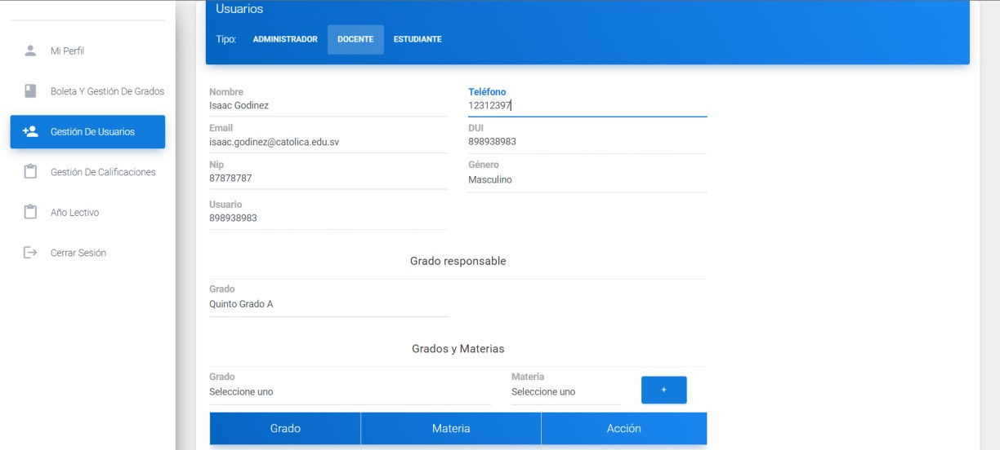 Usuarios
Tipo: ADMINISTRADOR DOCENTE ESTUDIANTE
Mi Perfil
Boleta Y Gestión De Grados
Gestión De Usuarios
Gestión De Calificaciones
Año Lectivo
Cerrar Sesión
Nombre Teléfono
Isaac Godinez 12312397
Email DUI
isaac.godinez@catolica.edu.sv 898938983
Nip Género
87878787 Masculino
Usuario
898938983
Grado responsable
Grado
Quinto Grado A
Grados y Materias
Grado Materia
Seleccione uno Seleccione uno +
Grado Materia Acción